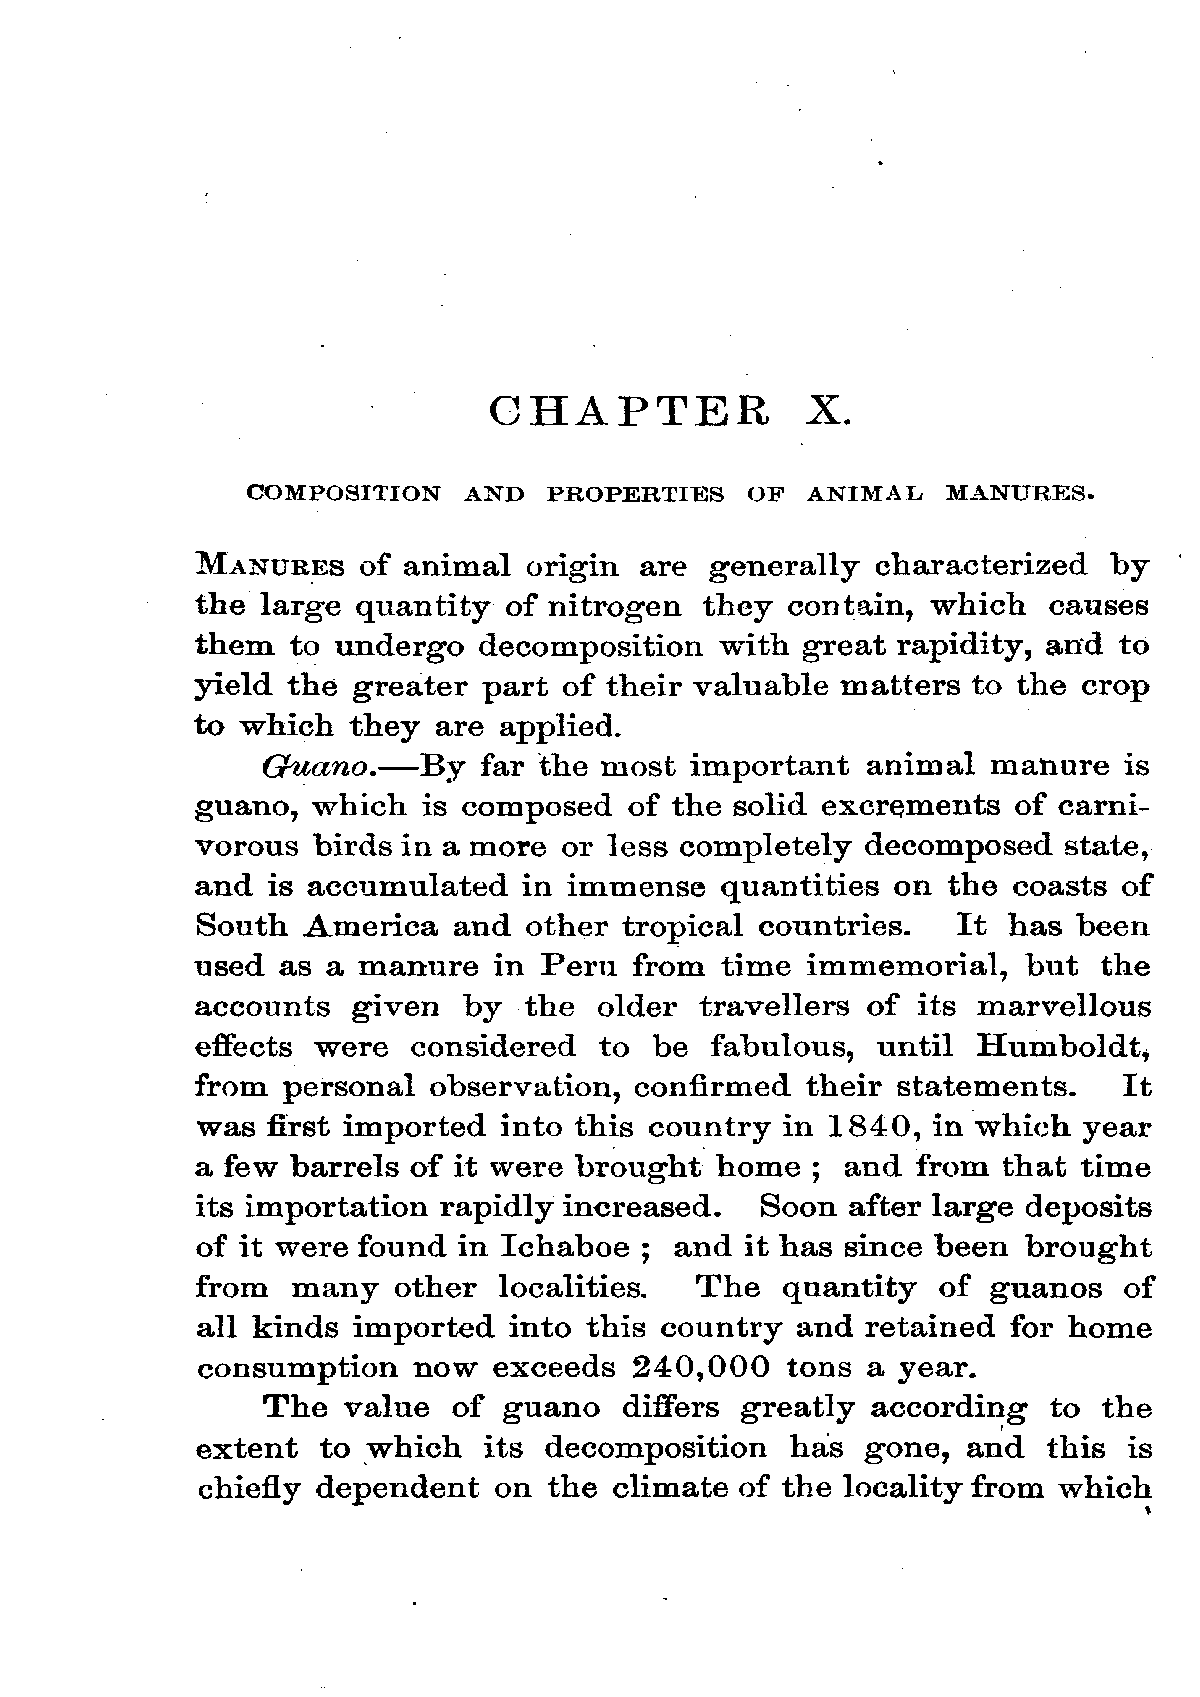 CHAPTER X.
COMPOSITION AND PROPERTIES OF ANIMAL MANURES.
MANURES of animal origin are generally characterized by
the large quantity of nitrogen they contain, which causes
them to undergo decomposition with great rapidity, and to
yield the greater part of their valuable matters to the crop
to which they are applied.
Guano.—By far the most important animal manure is
guano, which is composed of the solid excrements of carni-
vorous birds in a more or less completely decomposed state,
and is accumulated in immense quantities on the coasts of
South America and other tropical countries. It has been
used as a manure in Peru from time immemorial, but the
accounts given by the older travellers of its marvellous
effects were considered to be fabulous, until Humboldt,
from personal observation, confirmed their statements. It
was first imported into this country in 1840, in which year
a few barrels of it were brought home ; and from that time
its importation rapidly increased. Soon after large deposits
of it were found in Ichaboe ; and it has since been brought
from many other localities. The quantity of guanos of
all kinds imported into this country and retained for home
consumption now exceeds 240,000 tons a year.
The value of guano differs greatly according to the
extent to which its decomposition has gone, and this is
chiefly dependent on the climate of the locality from which